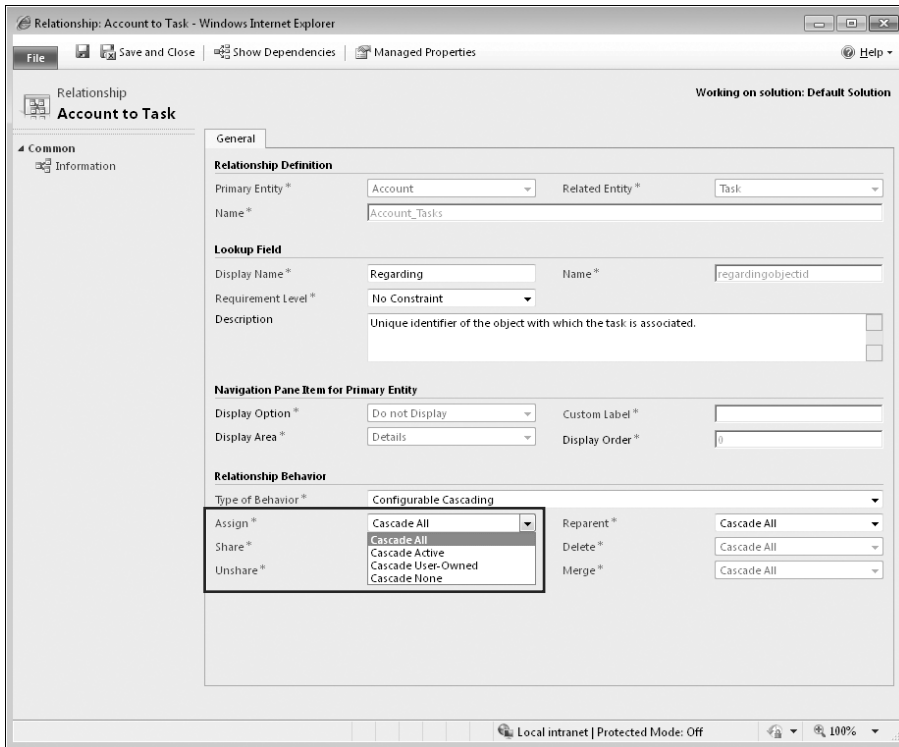 Relationship: Account to Task - Windows Internet Explorer
File Save and Close Show Dependencies Managed Properties Help
Relationship
Account to Task
Working on solution: Default Solution
Common
Information
General
Relationship Definition
Primary Entity * Account Related Entity * Task
Name * Account_Tasks
Lookup Field
Display Name * Regarding Name * regardingobjectid
Requirement Level * No Constraint
Description Unique identifier of the object with which the task is associated.
Navigation Pane Item for Primary Entity
Display Option * Do not Display Custom Label *
Display Area * Details Display Order * 0
Relationship Behavior
Type of Behavior * Configurable Cascading
Assign * Cascade All Reparent * Cascade All
Share * Cascade All Delete * Cascade All
Cascade Active
Unshare * Cascade User-Owned Merge * Cascade All
Cascade None
Local intranet | Protected Mode: Off 100%